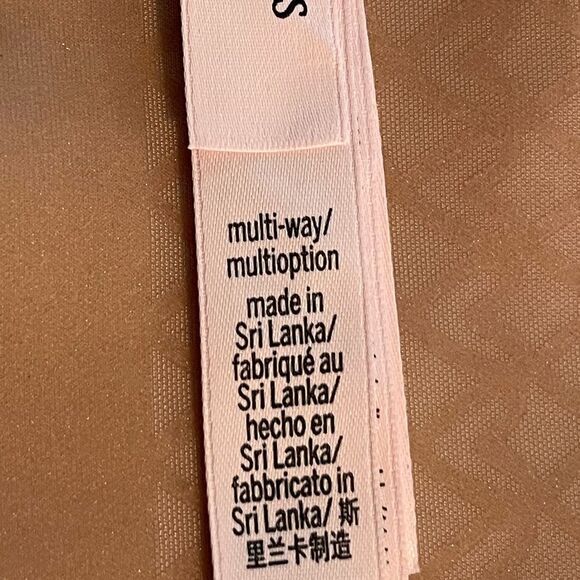 S
multi-way/
multioption
made in
Sri Lanka/
fabriqué au
Sri Lanka/
hecho en
Sri Lanka/
fabbricato in
Sri Lanka/ 斯
里兰卡制造